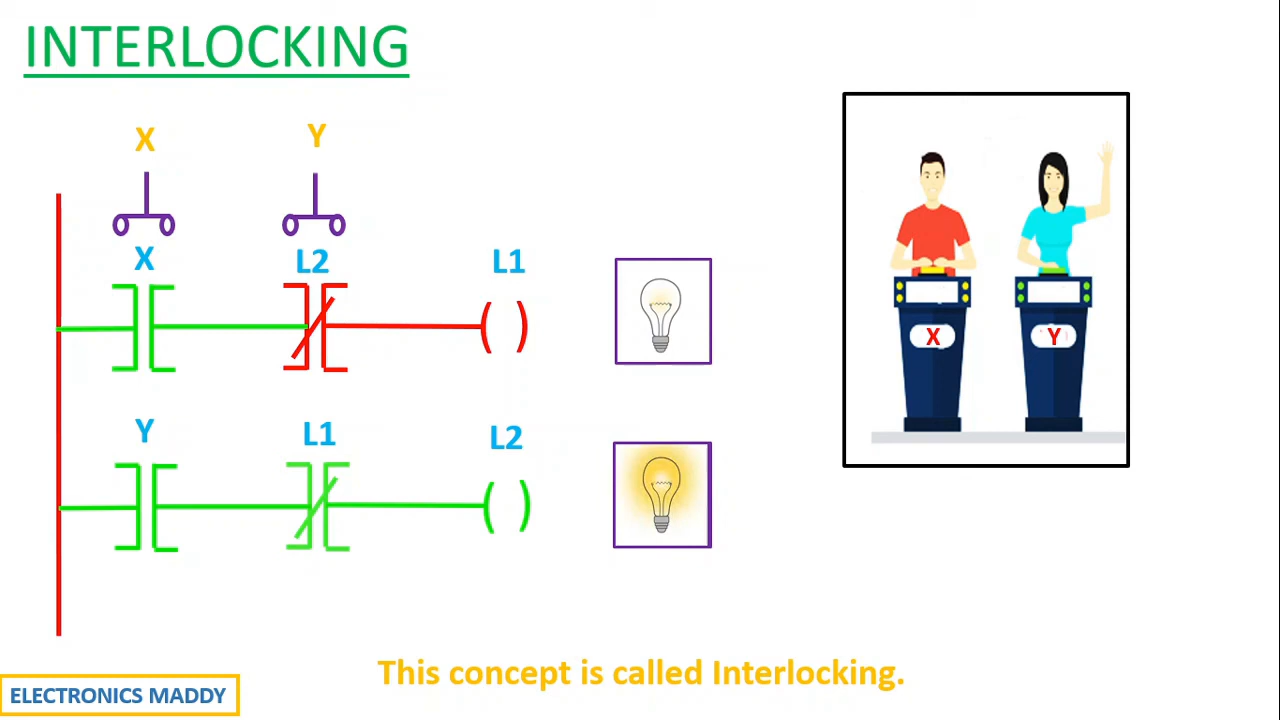 INTERLOCKING
X Y
X L2 L1
Y L1 L2
X Y
This concept is called Interlocking.
ELECTRONICS MADDY